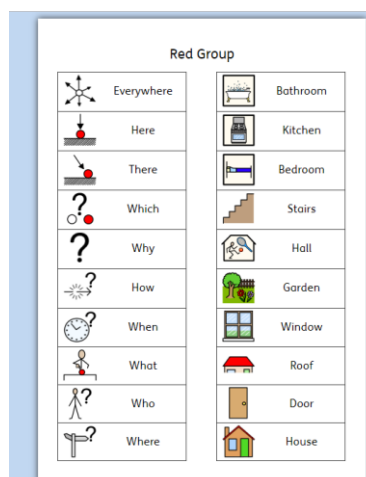 Red Group
Everywhere
Here
There
Which
Why
How
When
What
Who
Where
Bathroom
Kitchen
Bedroom
Stairs
Hall
Garden
Window
Roof
Door
House